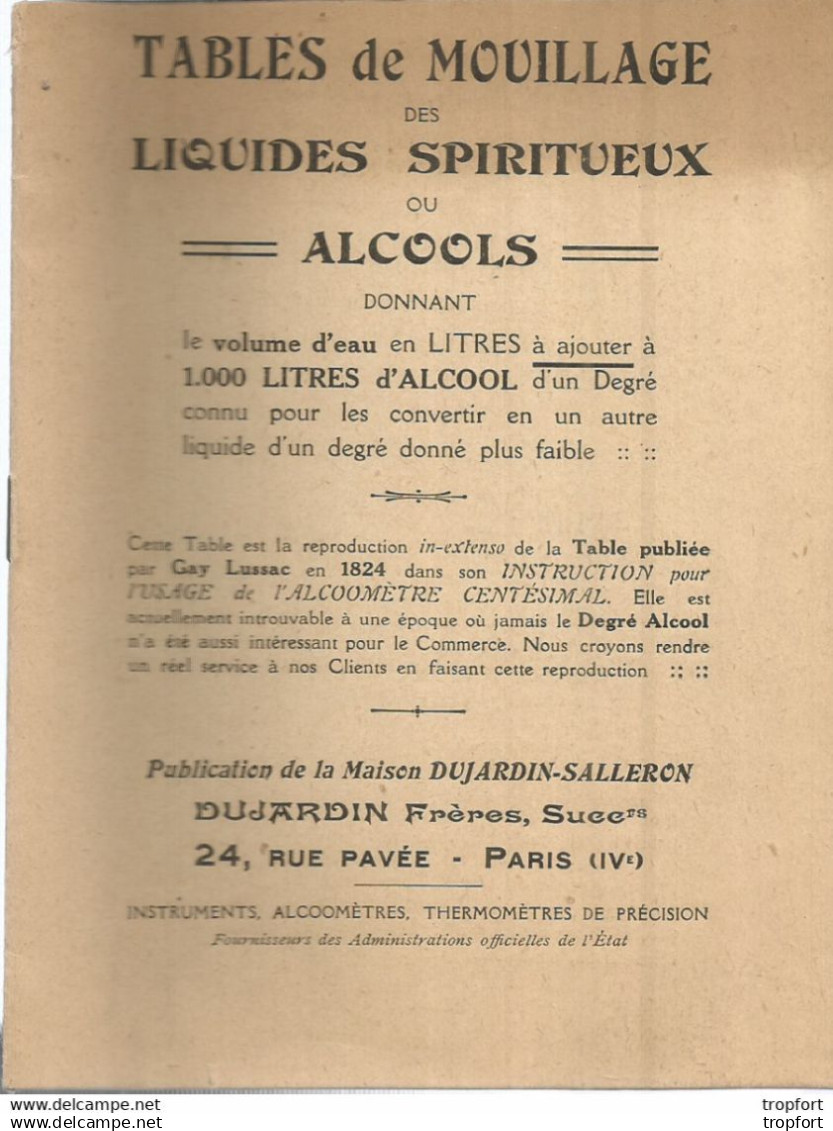 TABLES de MOUILLAGE
DES
LIQUIDES SPIRITUEUX
OU
ALCOOLS
DONNANT
le volume d'eau en LITRES à ajouter à
1.000 LITRES d'ALCOOL d'un Degré
connu pour les convertir en un autre
liquide d'un degré donné plus faible :: ::
Cette Table est la reproduction in-extenso de la Table publiée
par Gay Lussac en 1824 dans son INSTRUCTION pour
l'USAGE de l'ALCOOMÈTRE CENTÉSIMAL. Elle est
actuellement introuvable à une époque où jamais le Degré Alcool
n'a été aussi intéressant pour le Commerce. Nous croyons rendre
un réel service à nos Clients en faisant cette reproduction :: ::
Publication de la Maison DUJARDIN-SALLERON
DUJARDIN Frères, Succrs
24, RUE PAVÉE - PARIS (IVE)
INSTRUMENTS, ALCOOMÈTRES, THERMOMÈTRES DE PRÉCISION
Fournisseurs des Administrations officielles de l'État
www.delcampe.net tropfort
www.delcampe.net tropfort